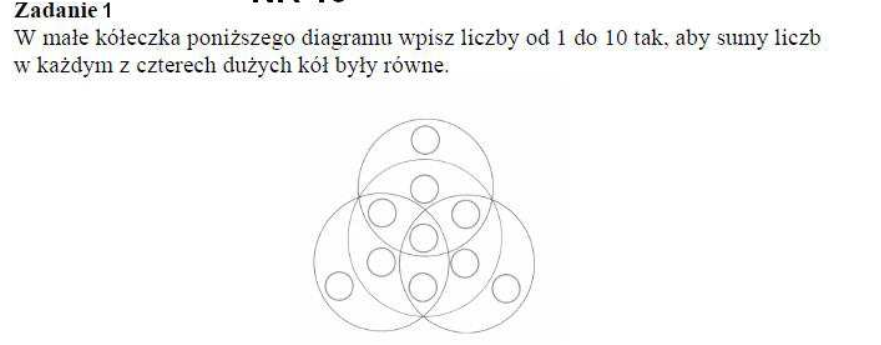 Zadanie 1
W małe kółeczka poniższego diagramu wpisz liczby od 1 do 10 tak, aby sumy liczb
w każdym z czterech dużych kół były równe.